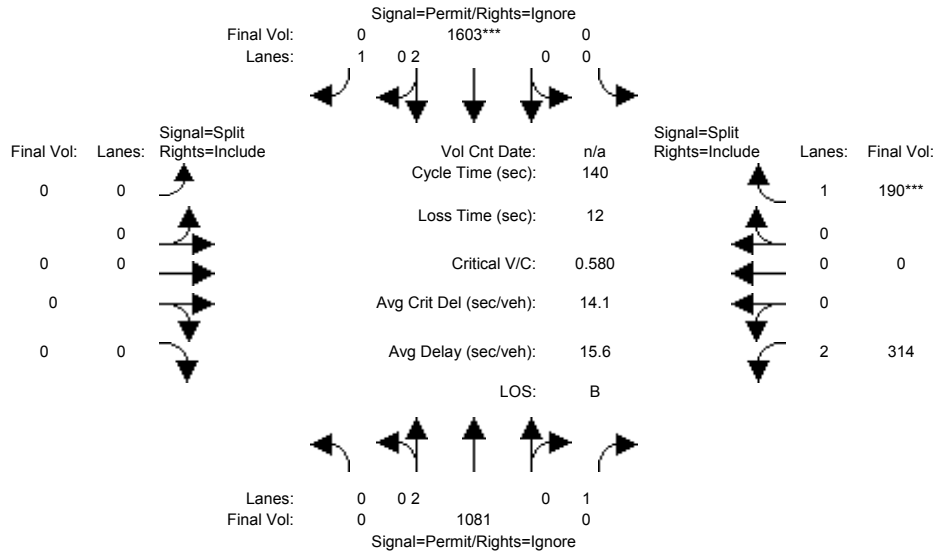 Signal=Permit/Rights=Ignore
Final Vol: 0 1603*** 0
Lanes: 1 0 2 0 0
Signal=Split Signal=Split
Final Vol: Lanes: Rights=Include Vol Cnt Date: n/a Rights=Include Lanes: Final Vol:
0 0 Cycle Time (sec): 140 1 190***
Loss Time (sec): 12
0 0
0 0 Critical V/C: 0.580 0 0
0 Avg Crit Del (sec/veh): 14.1 0
0 0 Avg Delay (sec/veh): 15.6 2 314
LOS: B
Lanes: 0 0 2 0 1
Final Vol: 0 1081 0
Signal=Permit/Rights=Ignore